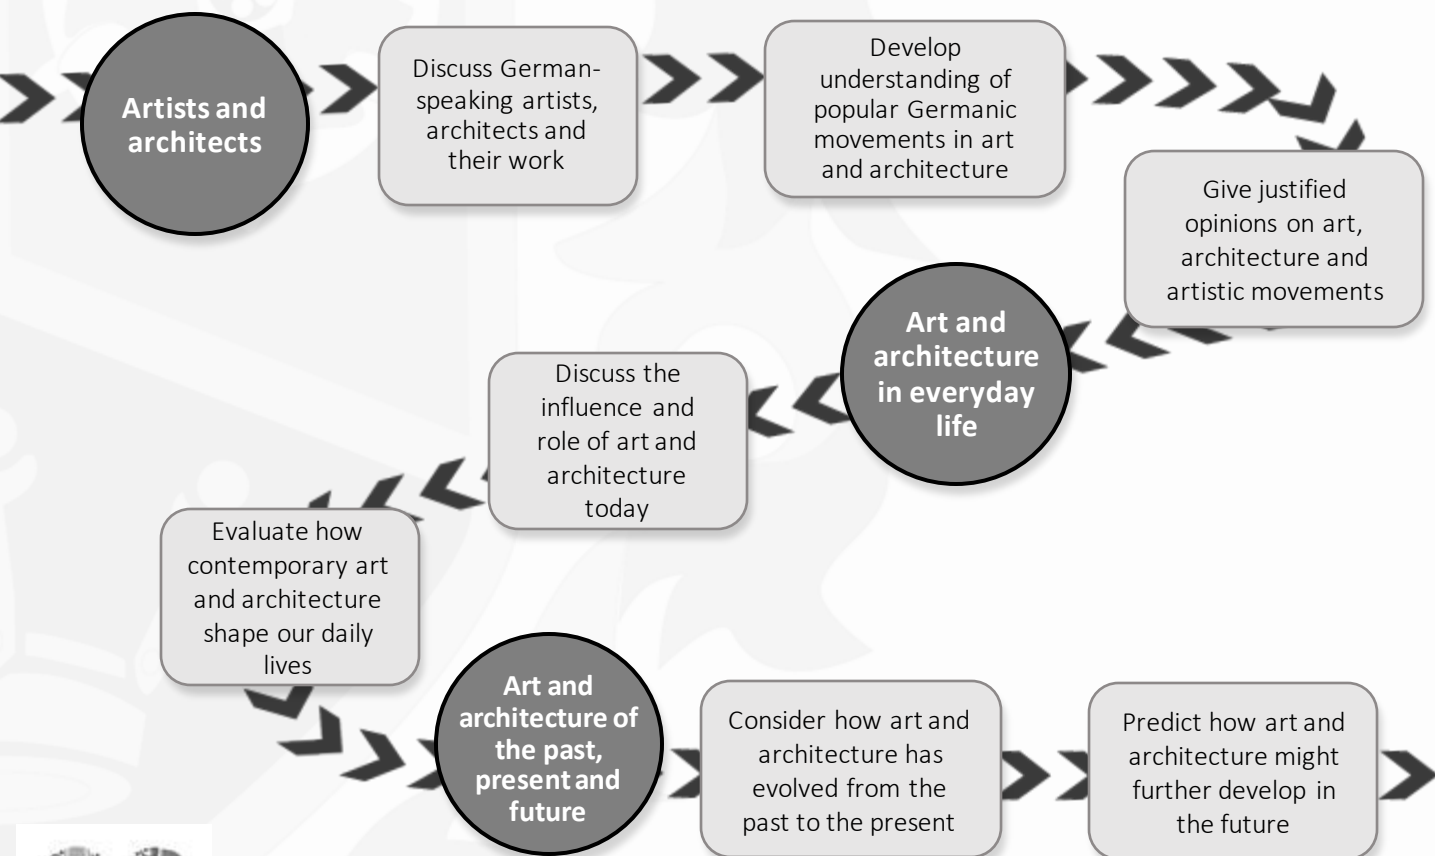 Artists and
architects
Discuss German-
speaking artists,
architects and
their work
Develop
understanding of
popular Germanic
movements in art
and architecture
Give justified
opinions on art,
architecture and
artistic movements
Art and
architecture
in everyday
life
Discuss the
influence and
role of art and
architecture
today
Evaluate how
contemporary art
and architecture
shape our daily
lives
Art and
architecture of
the past,
present and
future
Consider how art and
architecture has
evolved from the
past to the present
Predict how art and
architecture might
further develop in
the future